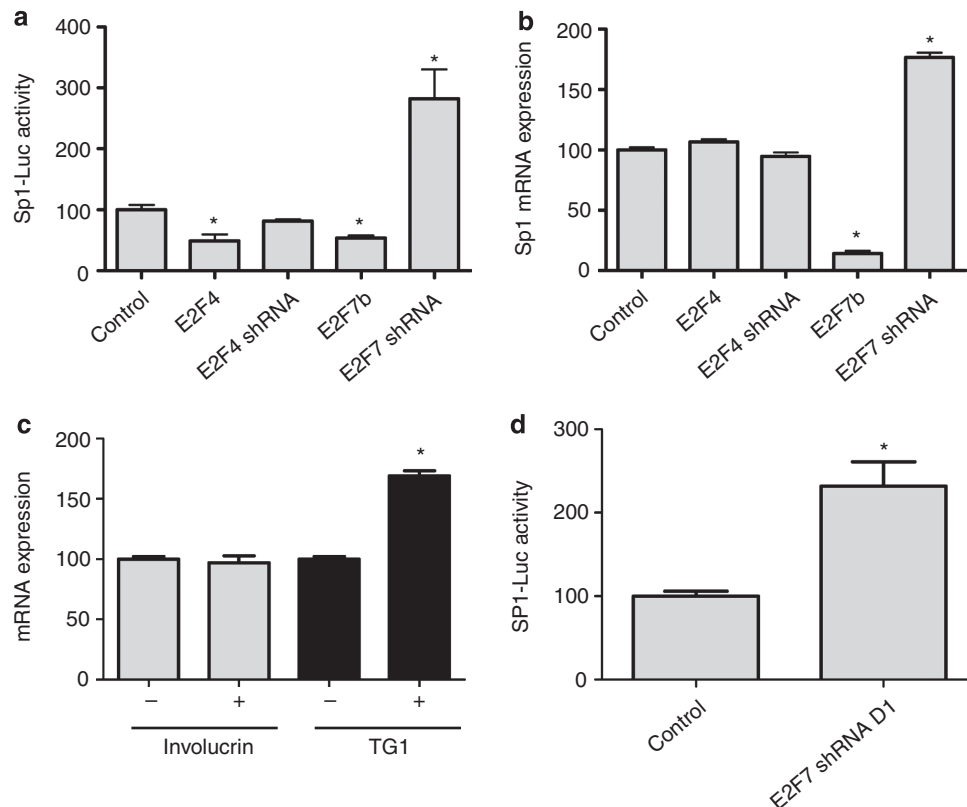 a
400
300
200
100
0
Sp1-Luc activity
*
*
*
Control
E2F4
E2F4 shRNA
E2F7b
E2F7 shRNA
b
200
150
100
50
0
Sp1 mRNA expression
*
*
Control
E2F4
E2F4 shRNA
E2F7b
E2F7 shRNA
c
200
150
100
50
0
mRNA expression
*
– + – +
Involucrin TG1
d
300
200
100
0
SP1-Luc activity
*
Control
E2F7 shRNA D1